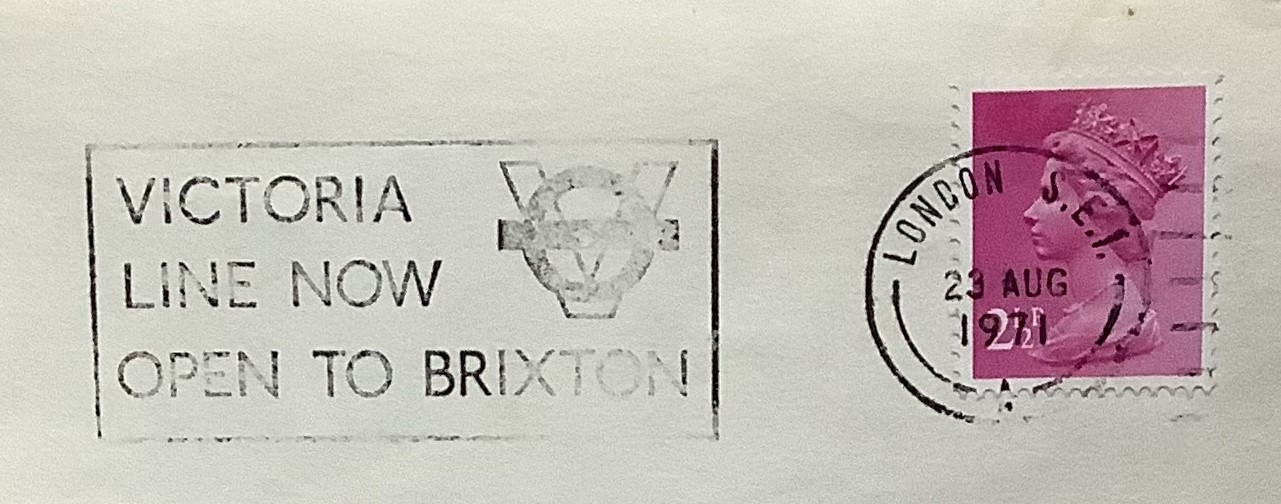 VICTORIA
LINE NOW
OPEN TO BRIXTON
LONDON S.E.1.
23 AUG
1971
2½P